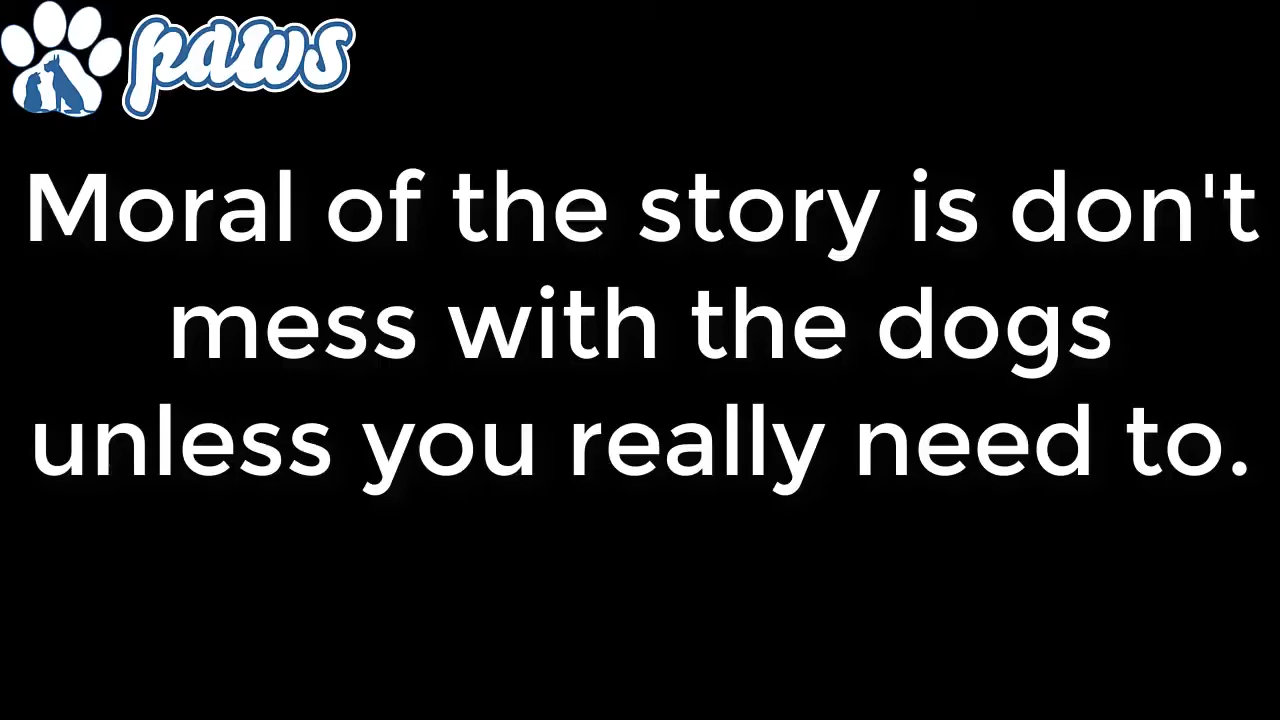 paws
Moral of the story is don't
mess with the dogs
unless you really need to.